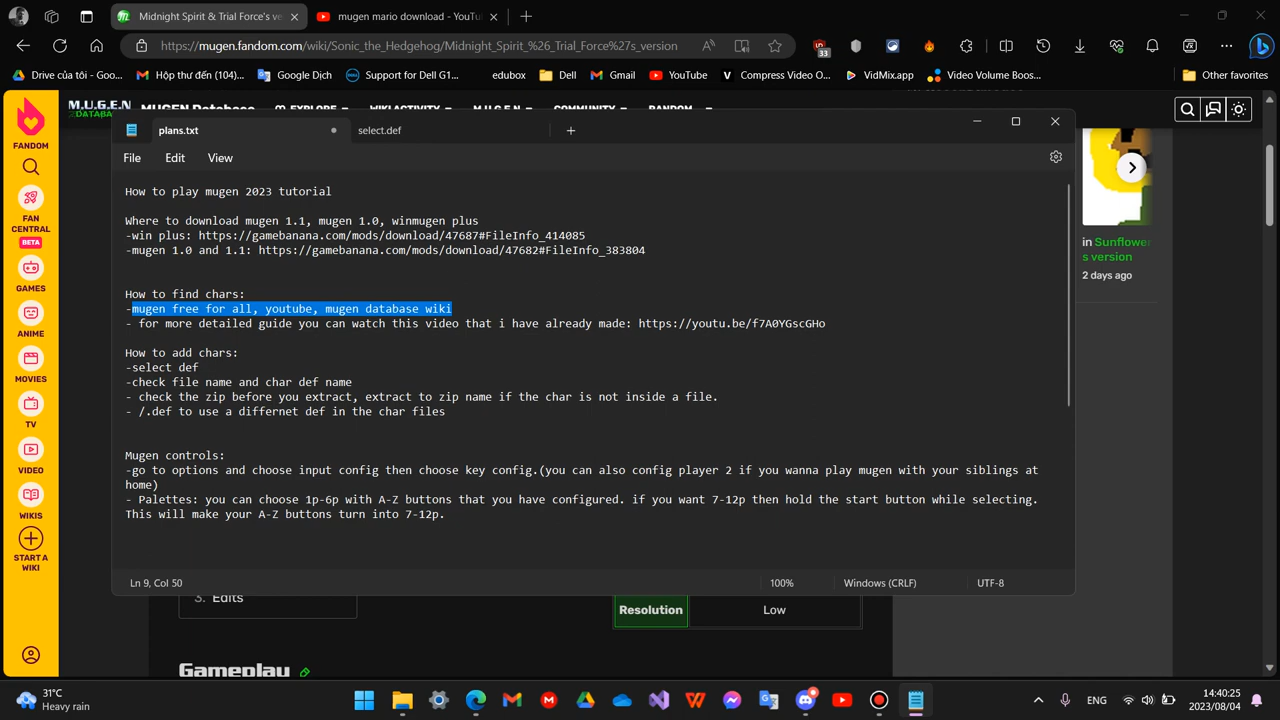 Midnight Spirit & Trial Force's ve
mugen mario download - YouTu
https://mugen.fandom.com/wiki/Sonic_the_Hedgehog/Midnight_Spirit_%26_Trial_Force%27s_version
33
Drive của tôi - Goo...
Hộp thư đến (104)...
Google Dịch
Support for Dell G1...
edubox
Dell
Gmail
YouTube
Compress Video O...
VidMix.app
Video Volume Boos...
Other favorites
M.U.G.E.N
DATABA
MUGEN Database
EXPLORE
WIKI ACTIVITY
M.U.G.E.N
COMMUNITY
RANDOM
FANDOM
FAN
CENTRAL
BETA
GAMES
ANIME
MOVIES
TV
VIDEO
WIKIS
START A
WIKI
plans.txt
select.def
File
Edit
View
How to play mugen 2023 tutorial
Where to download mugen 1.1, mugen 1.0, winmugen plus
-win plus: https://gamebanana.com/mods/download/47687#FileInfo_414085
-mugen 1.0 and 1.1: https://gamebanana.com/mods/download/47682#FileInfo_383804
How to find chars:
-mugen free for all, youtube, mugen database wiki
- for more detailed guide you can watch this video that i have already made: https://youtu.be/f7A0YGscGHo
How to add chars:
-select def
-check file name and char def name
- check the zip before you extract, extract to zip name if the char is not inside a file.
- /.def to use a differnet def in the char files
Mugen controls:
-go to options and choose input config then choose key config.(you can also config player 2 if you wanna play mugen with your siblings at
home)
- Palettes: you can choose 1p-6p with A-Z buttons that you have configured. if you want 7-12p then hold the start button while selecting.
This will make your A-Z buttons turn into 7-12p.
Ln 9, Col 50
100%
Windows (CRLF)
UTF-8
in Sunflower
s version
2 days ago
3. Edits
Resolution
Low
Gameplay
31°C
Heavy rain
ENG
14:40:25
2023/08/04